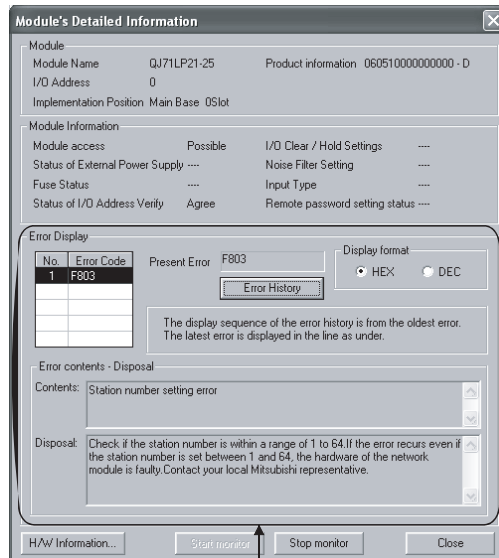 Module's Detailed Information
Module
Module Name QJ71LP21-25 Product information 060510000000000 - D
I/O Address 0
Implementation Position Main Base 0Slot
Module Information
Module access Possible I/O Clear / Hold Settings ----
Status of External Power Supply ---- Noise Filter Setting ----
Fuse Status ---- Input Type ----
Status of I/O Address Verify Agree Remote password setting status ----
Error Display
No. Error Code
1 F803
Present Error F803
Error History
Display format
HEX DEC
The display sequence of the error history is from the oldest error.
The latest error is displayed in the line as under.
Error contents - Disposal
Contents: Station number setting error
Disposal: Check if the station number is within a range of 1 to 64.If the error recurs even if
the station number is set between 1 and 64, the hardware of the network
module is faulty.Contact your local Mitsubishi representative.
H/W Information... Start monitor Stop monitor Close